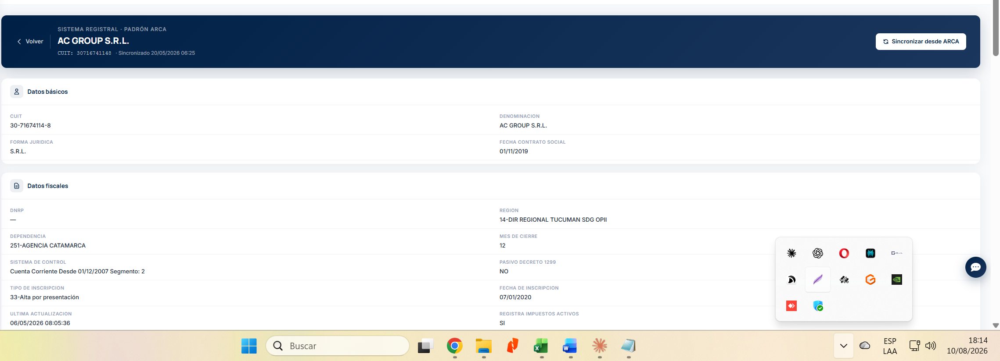 SISTEMA REGISTRAL · PADRÓN ARCA
Volver
AC GROUP S.R.L.
CUIT: 30716741148 · Sincronizado 20/05/2026 06:25
Sincronizar desde ARCA
Datos básicos
CUIT
30-71674114-8
DENOMINACION
AC GROUP S.R.L.
FORMA JURIDICA
S.R.L.
FECHA CONTRATO SOCIAL
01/11/2019
Datos fiscales
DNRP
—
REGION
14-DIR REGIONAL TUCUMAN SDG OPII
DEPENDENCIA
251-AGENCIA CATAMARCA
MES DE CIERRE
12
SISTEMA DE CONTROL
Cuenta Corriente Desde 01/12/2007 Segmento: 2
PASIVO DECRETO 1299
NO
TIPO DE INSCRIPCION
33-Alta por presentación
FECHA DE INSCRIPCION
07/01/2020
ULTIMA ACTUALIZACION
06/05/2026 08:05:36
REGISTRA IMPUESTOS ACTIVOS
SI
Buscar
ESP
LAA
18:14
10/08/2026